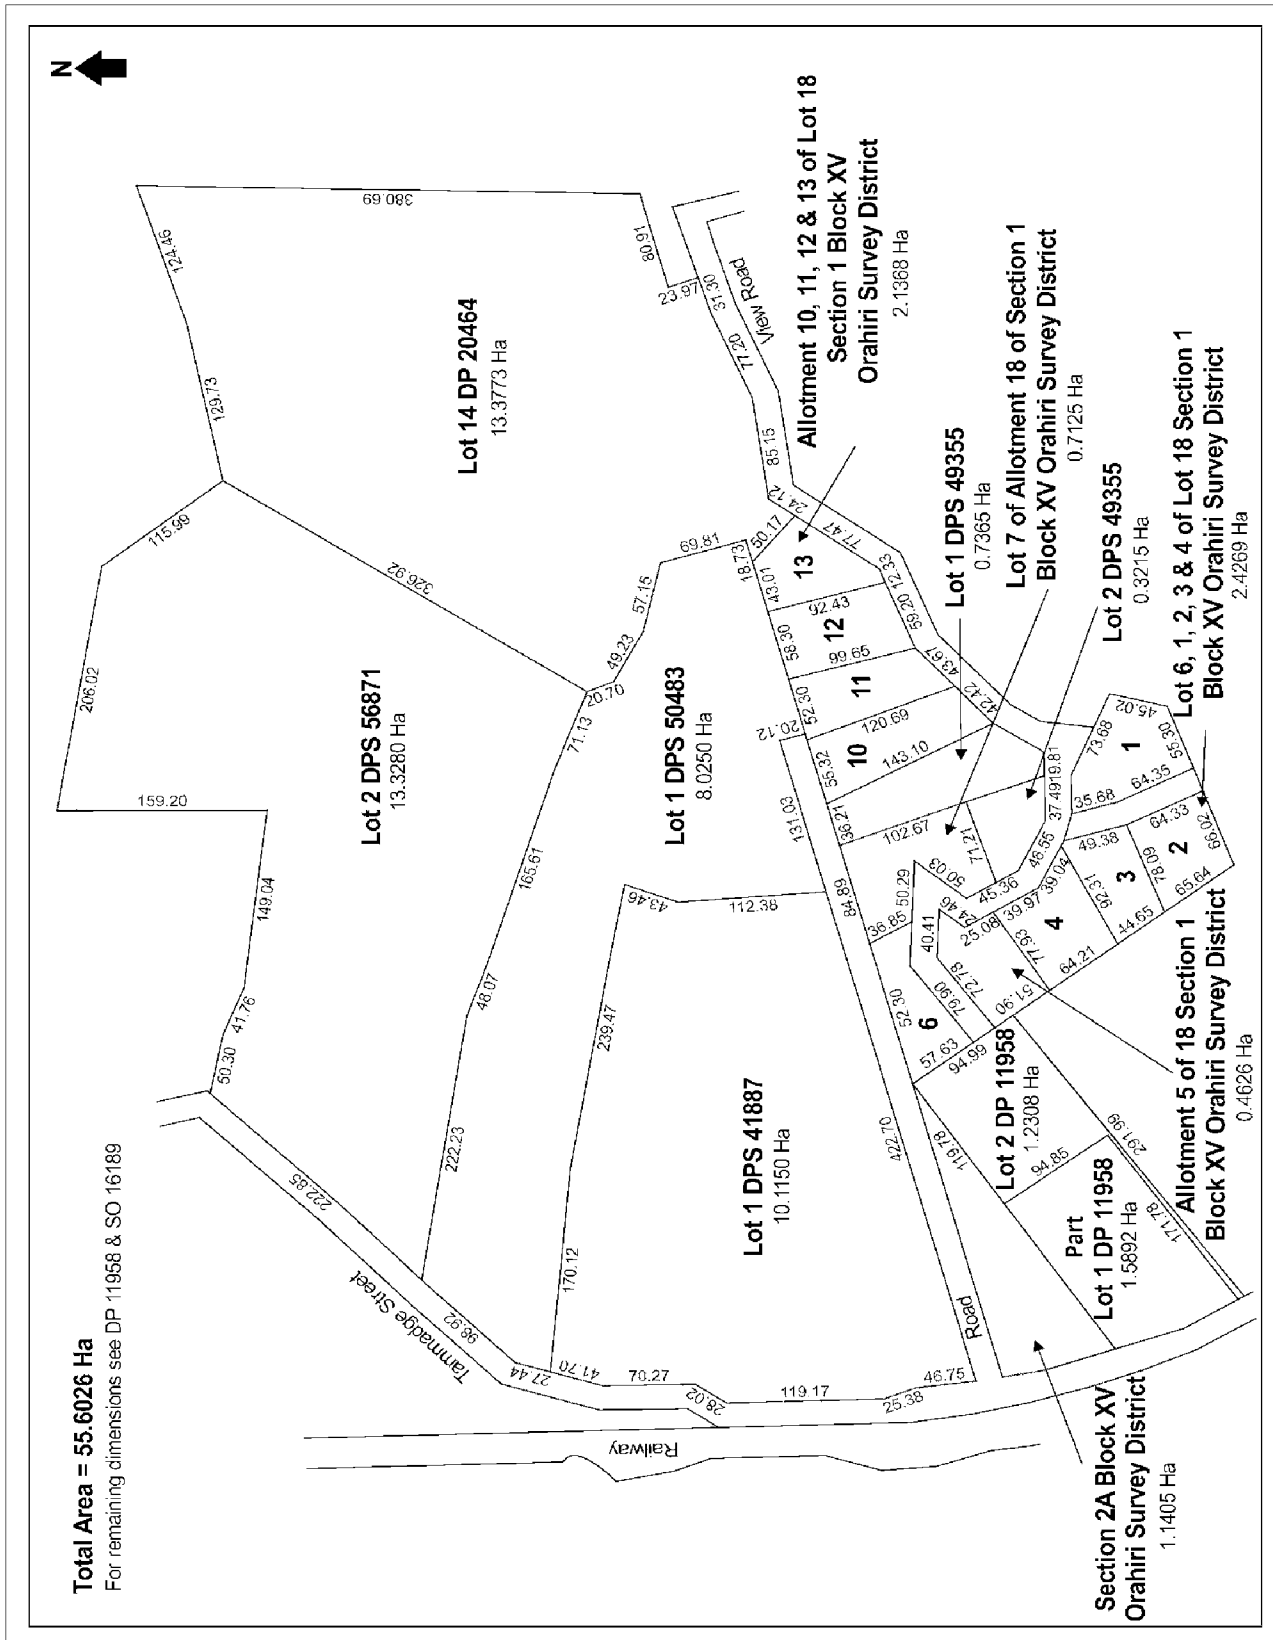 Total Area = 55.6026 Ha
For remaining dimensions see DP 11958 & SO 16189
N
Lot 14 DP 20464
13.3773 Ha
124.46
129.73
380.69
80.91
23.97
31.30
77.20
View Road
85.15
24.12
Lot 2 DPS 56871
13.3280 Ha
115.99
206.02
159.20
149.04
41.76
50.30
222.85
326.92
71.13
165.61
48.07
222.23
Tammadge Street
98.92
27.44
Lot 1 DPS 50483
8.0250 Ha
20.70
49.23
57.15
69.81
18.73
20.12
131.03
43.46
112.38
239.47
170.12
Lot 1 DPS 41887
10.1150 Ha
41.70
70.27
28.02
119.17
25.38
46.75
422.70
Railway
Road
Allotment 10, 11, 12 & 13 of Lot 18
Section 1 Block XV
Orahiri Survey District
2.1368 Ha
50.17
77.47
43.01
13
92.43
12.33
58.30
12
59.20
99.65
52.30
11
43.67
120.69
42.42
55.32
10
143.10
36.21
Lot 1 DPS 49355
0.7365 Ha
Lot 7 of Allotment 18 of Section 1
Block XV Orahiri Survey District
0.7125 Ha
Lot 2 DPS 49355
0.3215 Ha
Lot 6, 1, 2, 3 & 4 of Lot 18 Section 1
Block XV Orahiri Survey District
2.4269 Ha
102.67
71.21
19.81
37.49
48.55
45.36
50.03
50.29
84.89
36.85
40.41
24.46
25.08
39.97
39.04
73.68
45.02
1
55.30
64.35
35.68
49.38
64.33
2
66.02
65.64
78.09
3
92.31
44.65
4
77.93
64.21
51.90
72.78
79.90
52.30
6
57.63
94.99
Lot 2 DP 11958
1.2308 Ha
119.78
94.85
291.99
171.78
Part
Lot 1 DP 11958
1.5892 Ha
Allotment 5 of 18 Section 1
Block XV Orahiri Survey District
0.4626 Ha
Section 2A Block XV
Orahiri Survey District
1.1405 Ha